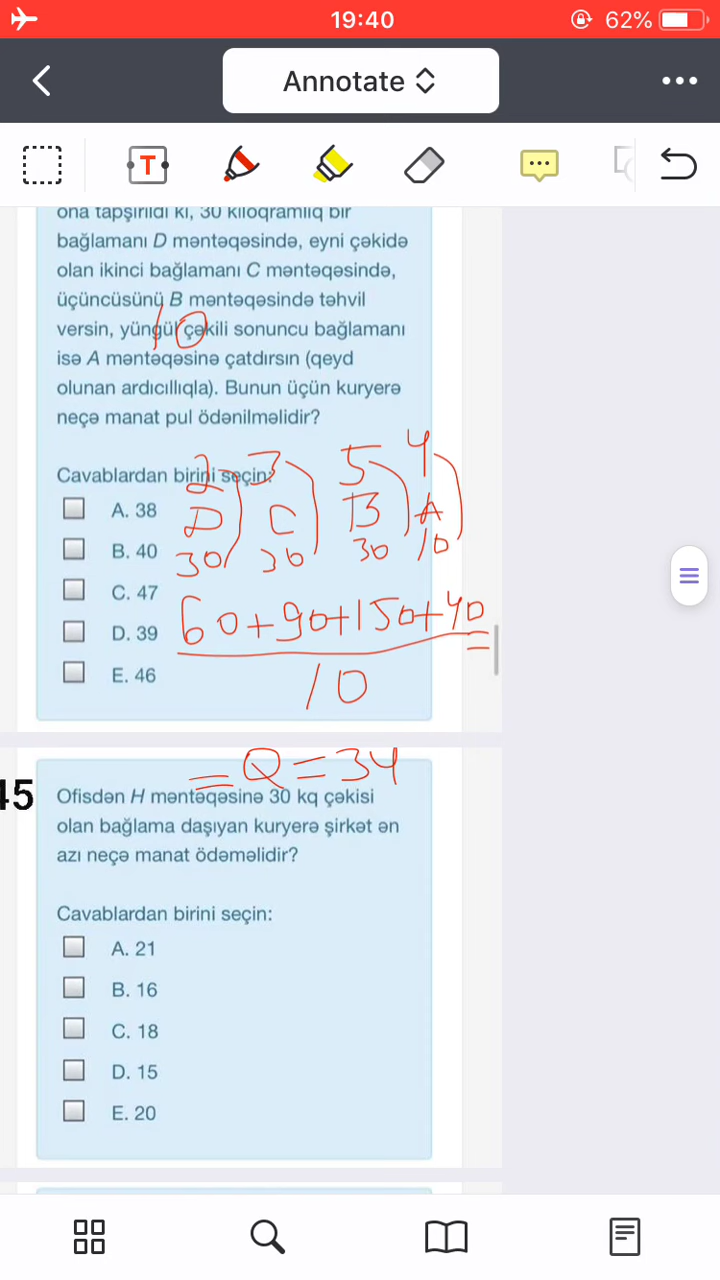 19:40
62%
Annotate
T
ona tapşırıldı ki, 30 kiloqramlıq bir
bağlamanı D məntəqəsində, eyni çəkidə
olan ikinci bağlamanı C məntəqəsində,
üçüncüsünü B məntəqəsində təhvil
versin, yüngül çəkili sonuncu bağlamanı
10
isə A məntəqəsinə çatdırsın (qeyd
olunan ardıcıllıqla). Bunun üçün kuryerə
neçə manat pul ödənilməlidir?
Cavablardan birini seçin:
2 3 5 4
A. 38
D C B A
B. 40
30 30 30 10
C. 47
D. 39
60+90+150+40
=
E. 46
10
= Q = 34
45
Ofisdən H məntəqəsinə 30 kq çəkisi
olan bağlama daşıyan kuryerə şirkət ən
azı neçə manat ödəməlidir?
Cavablardan birini seçin:
A. 21
B. 16
C. 18
D. 15
E. 20